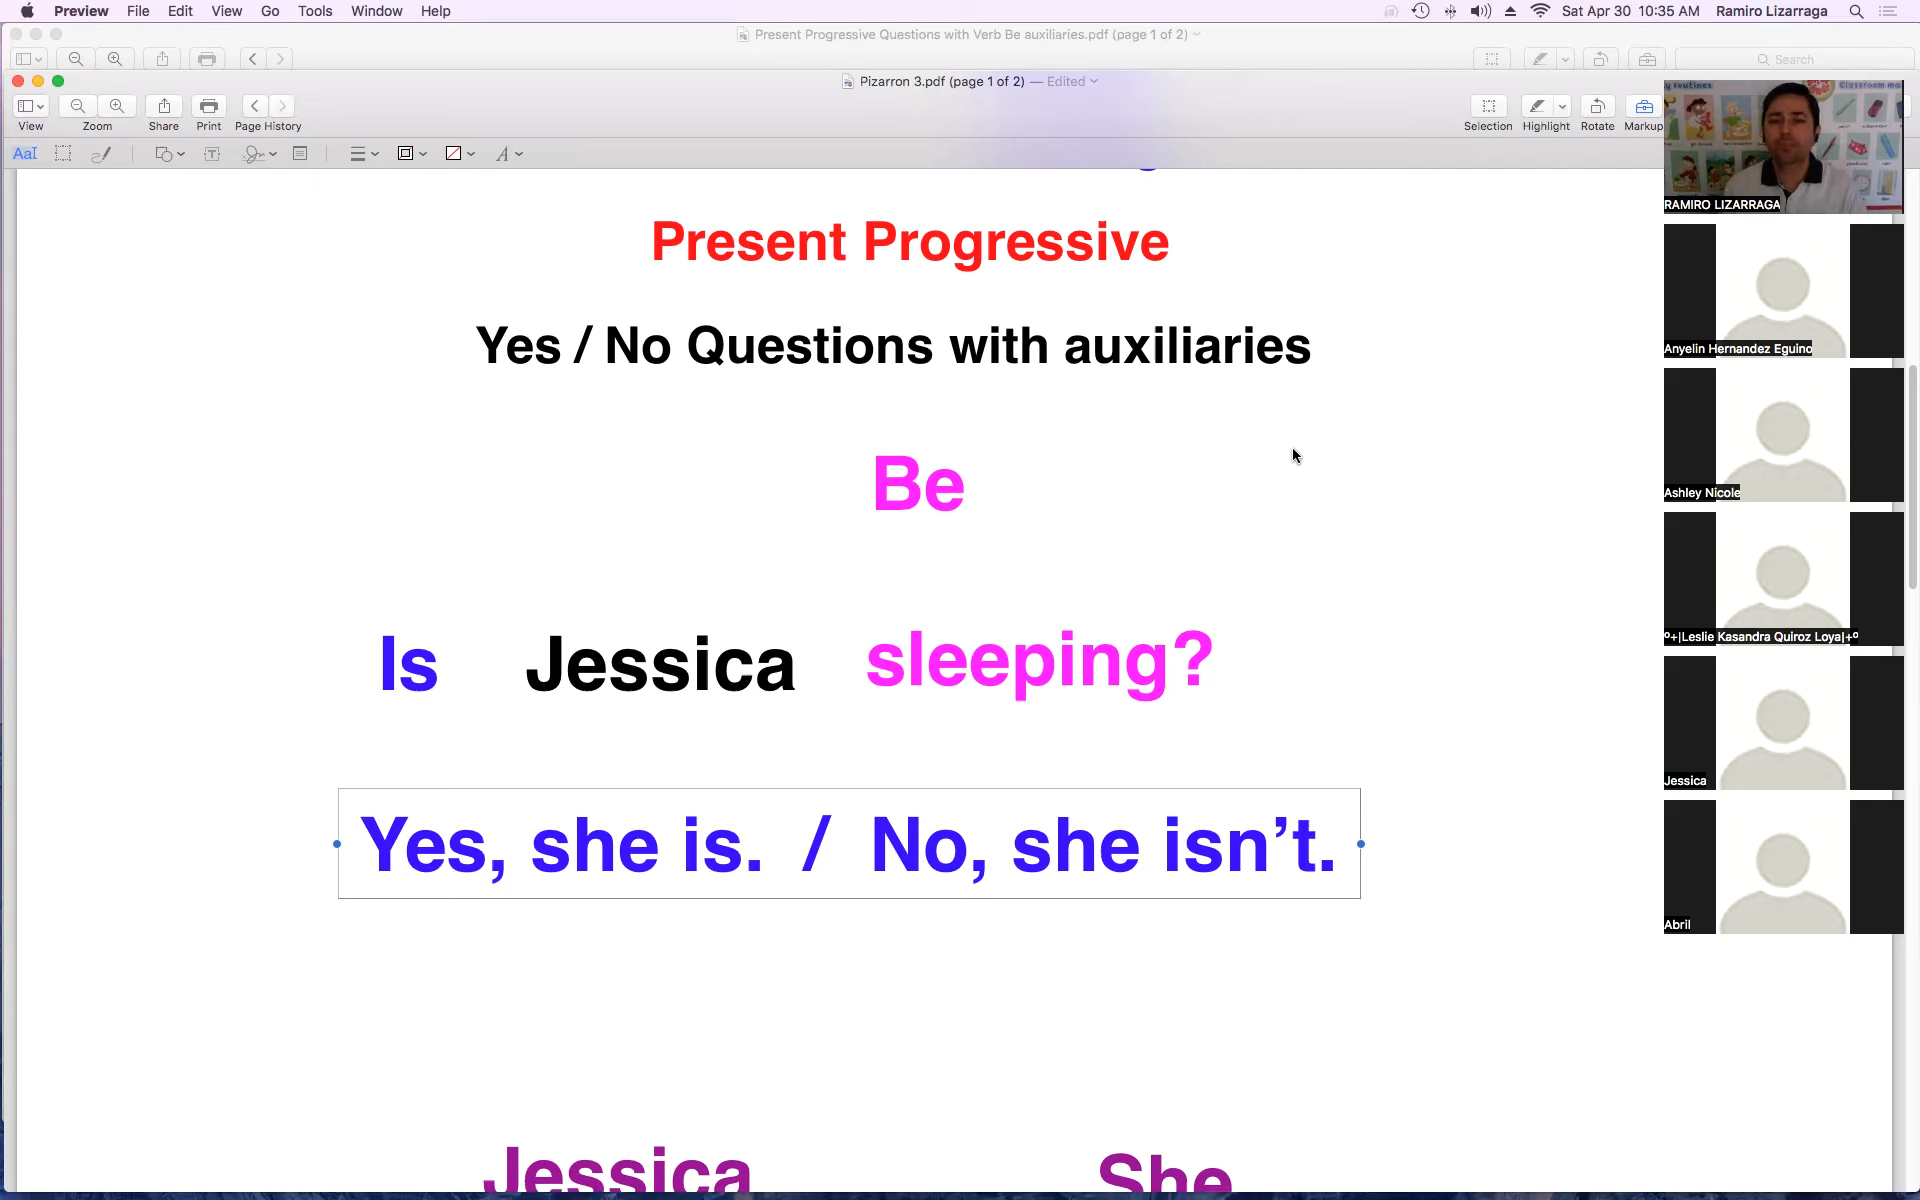 Preview File Edit View Go Tools Window Help Sat Apr 30 10:35 AM Ramiro Lizarraga
Present Progressive Questions with Verb Be auxiliaries.pdf (page 1 of 2)
Search
Pizarron 3.pdf (page 1 of 2) — Edited
View Zoom Share Print Page History Selection Highlight Rotate Markup
AaI
Present Progressive
Yes / No Questions with auxiliaries
Be
Is Jessica sleeping?
Yes, she is. / No, she isn’t.
Jessica She
RAMIRO LIZARRAGA
Anyelin Hernandez Eguino
Ashley Nicole
º+|Leslie Kasandra Quiroz Loya|+º
Jessica
Abril